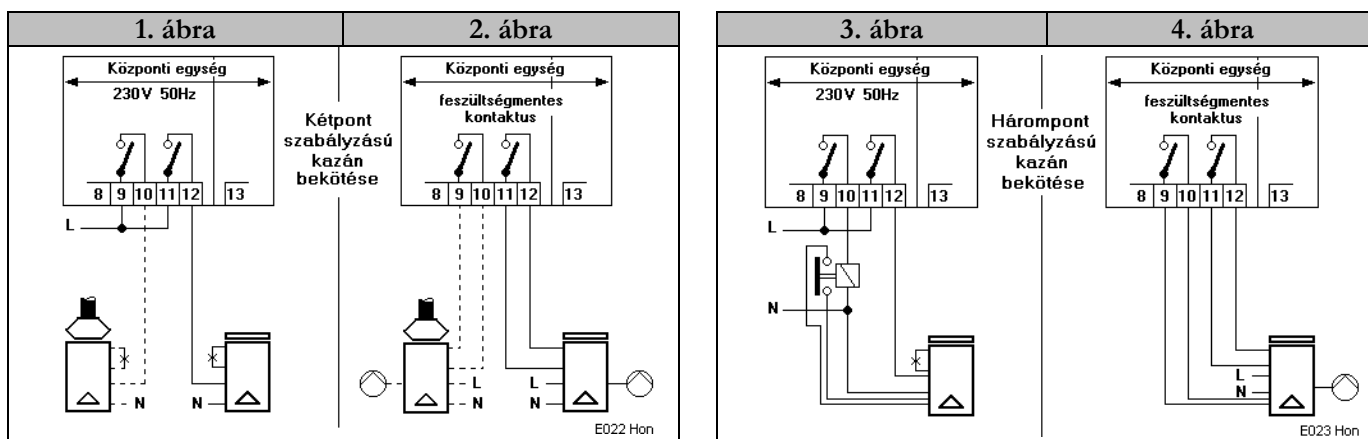 1. ábra
2. ábra
Központi egység
230V 50Hz
8 9 10 11 12 13
L
N
N
Kétpont
szabályzású
kazán
bekötése
Központi egység
feszültségmentes
kontaktus
8 9 10 11 12 13
L
N
L
N
E022 Hon
3. ábra
4. ábra
Központi egység
230V 50Hz
8 9 10 11 12 13
L
N
Hárompont
szabályzású
kazán
bekötése
Központi egység
feszültségmentes
kontaktus
8 9 10 11 12 13
L
N
E023 Hon